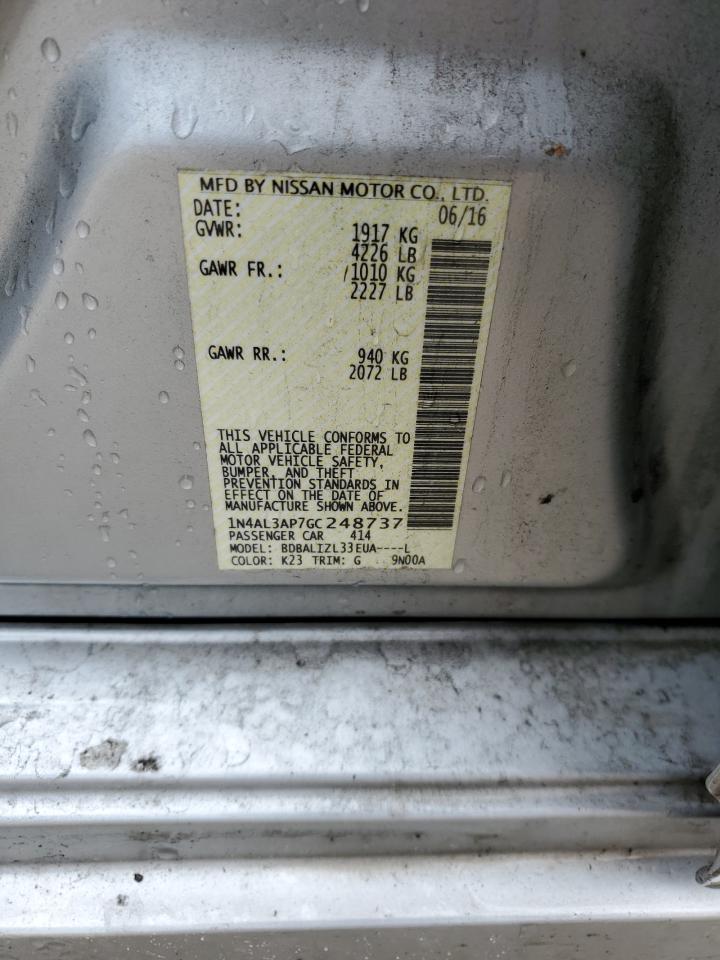 MFD BY NISSAN MOTOR CO., LTD.
DATE: 06/16
GVWR: 1917 KG
4226 LB
GAWR FR.: 1010 KG
2227 LB
GAWR RR.: 940 KG
2072 LB
THIS VEHICLE CONFORMS TO
ALL APPLICABLE FEDERAL
MOTOR VEHICLE SAFETY,
BUMPER, AND THEFT
PREVENTION STANDARDS IN
EFFECT ON THE DATE OF
MANUFACTURE SHOWN ABOVE.
1N4AL3AP7GC248737
PASSENGER CAR 414
MODEL: BDBALIZL33EUA----L
COLOR: K23 TRIM: G 9N00A